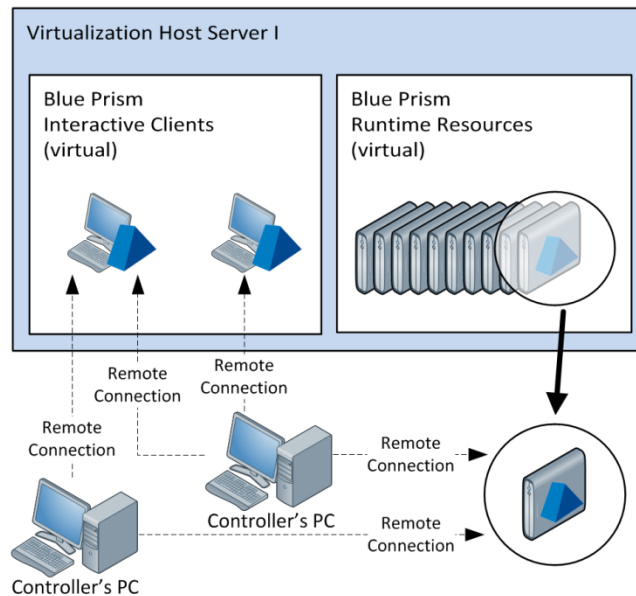 Virtualization Host Server I
Blue Prism
Interactive Clients
(virtual)
Blue Prism
Runtime Resources
(virtual)
Remote
Connection
Remote
Connection
Remote
Connection
Remote
Connection
Controller's PC
Remote
Connection
Controller's PC